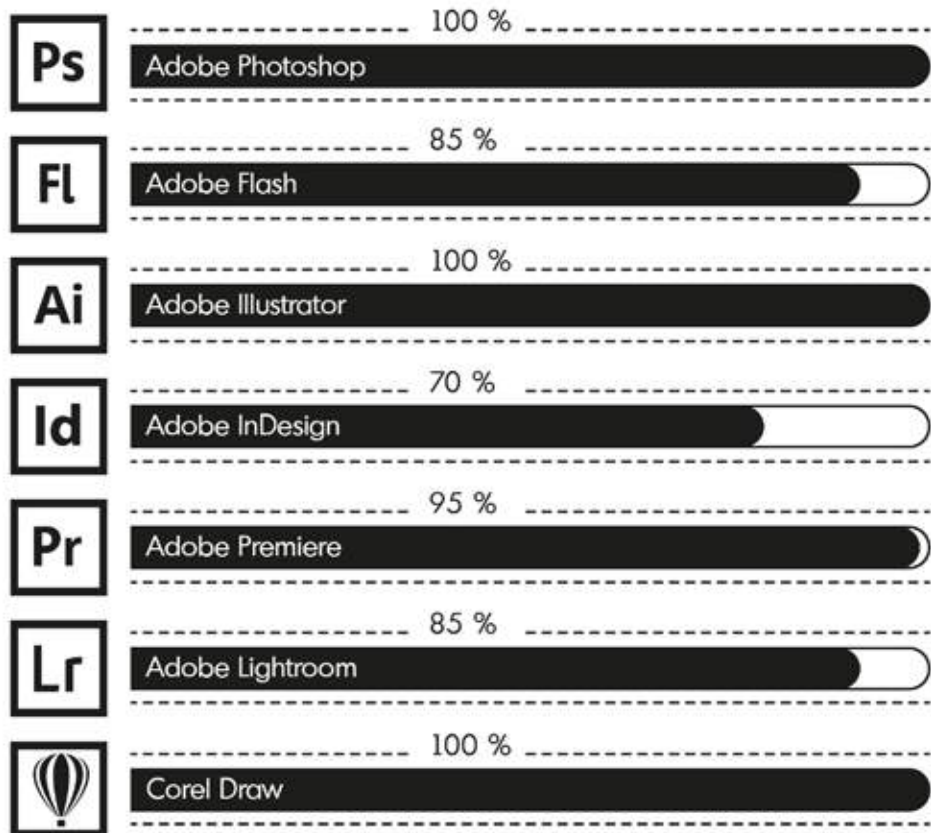 100 %
Ps
Adobe Photoshop
85 %
Fl
Adobe Flash
100 %
Ai
Adobe Illustrator
70 %
Id
Adobe InDesign
95 %
Pr
Adobe Premiere
85 %
Lr
Adobe Lightroom
100 %
Corel Draw